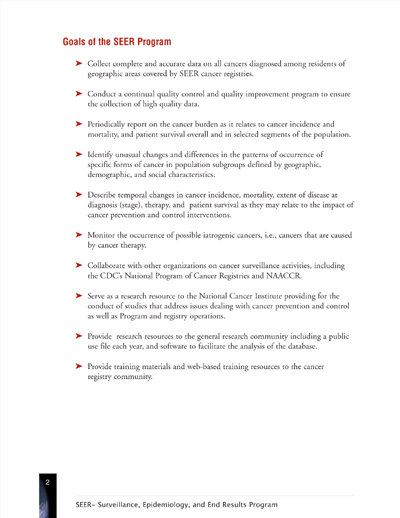 Goals of the SEER Program
➤ Collect complete and accurate data on all cancers diagnosed among residents of
geographic areas covered by SEER cancer registries.
➤ Conduct a continual quality control and quality improvement program to ensure
the collection of high quality data.
➤ Periodically report on the cancer burden as it relates to cancer incidence and
mortality, and patient survival overall and in selected segments of the population.
➤ Identify unusual changes and differences in the patterns of occurrence of
specific forms of cancer in population subgroups defined by geographic,
demographic, and social characteristics.
➤ Describe temporal changes in cancer incidence, mortality, extent of disease at
diagnosis (stage), therapy, and patient survival as they may relate to the impact of
cancer prevention and control interventions.
➤ Monitor the occurrence of possible iatrogenic cancers, i.e., cancers that are caused
by cancer therapy.
➤ Collaborate with other organizations on cancer surveillance activities, including
the CDC's National Program of Cancer Registries and NAACCR.
➤ Serve as a research resource to the National Cancer Institute providing for the
conduct of studies that address issues dealing with cancer prevention and control
as well as Program and registry operations.
➤ Provide research resources to the general research community including a public
use file each year, and software to facilitate the analysis of the database.
➤ Provide training materials and web-based training resources to the cancer
registry community.
2
SEER– Surveillance, Epidemiology, and End Results Program